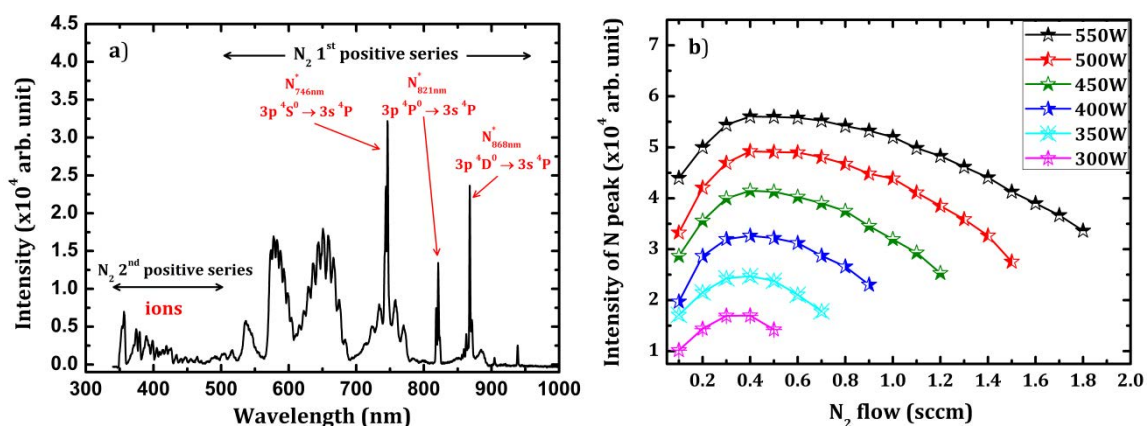 a)
N₂ 1ˢᵗ positive series
N*746nm
3p ⁴S⁰ → 3s ⁴P
N*821nm
3p ⁴P⁰ → 3s ⁴P
N*868nm
3p ⁴D⁰ → 3s ⁴P
N₂ 2ⁿᵈ positive series
ions
Intensity (x10⁴ arb. unit)
4.5
4.0
3.5
3.0
2.5
2.0
1.5
1.0
0.5
0.0
300 400 500 600 700 800 900 1000
Wavelength (nm)
b)
550W
500W
450W
400W
350W
300W
Intensity of N peak (x10⁴ arb. unit)
7
6
5
4
3
2
1
0.2 0.4 0.6 0.8 1.0 1.2 1.4 1.6 1.8 2.0
N₂ flow (sccm)